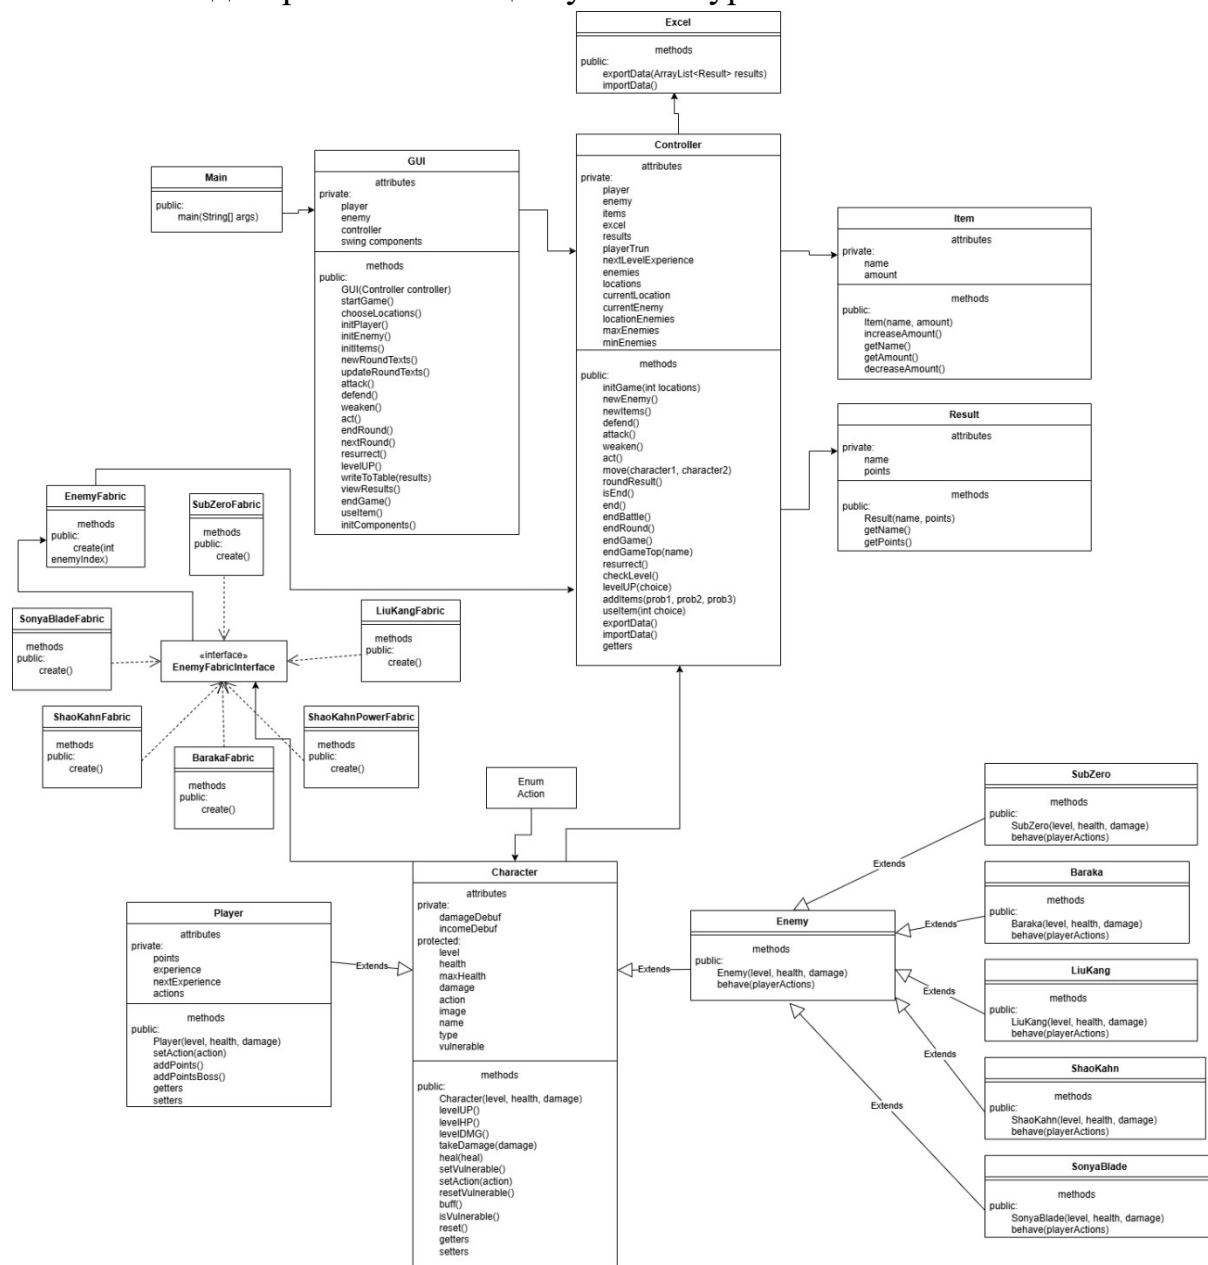 Excel
methods
public:
exportData(ArrayList<Result> results)
importData()
Controller
attributes
private:
player
enemy
items
excel
results
playerTrun
nextLevelExperience
enemies
locations
currentLocation
currentEnemy
locationEnemies
maxEnemies
minEnemies
methods
public:
initGame(int locations)
newEnemy()
newItems()
defend()
attack()
weaken()
act()
move(character1, character2)
roundResult()
isEnd()
end()
endBattle()
endRound()
endGame()
endGameTop(name)
resurrect()
checkLevel()
levelUP(choice)
addItems(prob1, prob2, prob3)
useItem(int choice)
exportData()
importData()
getters
Main
public:
main(String[] args)
GUI
attributes
private:
player
enemy
controller
swing components
methods
public:
GUI(Controller controller)
startGame()
chooseLocations()
initPlayer()
initEnemy()
initItems()
newRoundTexts()
updateRoundTexts()
attack()
defend()
weaken()
act()
endRound()
nextRound()
resurrect()
levelUP()
writeToTable(results)
viewResults()
endGame()
useItem()
initComponents()
Item
attributes
private:
name
amount
methods
public:
Item(name, amount)
increaseAmount()
getName()
getAmount()
decreaseAmount()
Result
attributes
private:
name
points
methods
public:
Result(name, points)
getName()
getPoints()
EnemyFabric
methods
public:
create(int
enemyIndex)
SubZeroFabric
methods
public:
create()
SonyaBladeFabric
methods
public:
create()
«interface»
EnemyFabricInterface
LiuKangFabric
methods
public:
create()
ShaoKahnFabric
methods
public:
create()
BarakaFabric
methods
public:
create()
ShaoKahnPowerFabric
methods
public:
create()
Enum
Action
Character
attributes
private:
damageDebuf
incomeDebuf
protected:
level
health
maxHealth
damage
action
image
name
type
vulnerable
methods
public:
Character(level, health, damage)
levelUP()
levelHP()
levelDMG()
takeDamage(damage)
heal(heal)
setVulnerable()
setAction(action)
resetVulnerable()
buff()
isVulnerable()
reset()
getters
setters
Player
attributes
private:
points
experience
nextExperience
actions
methods
public:
Player(level, health, damage)
setAction(action)
addPoints()
addPointsBoss()
getters
setters
Extends
Extends
Enemy
methods
public:
Enemy(level, health, damage)
behave(playerActions)
Extends
Extends
Extends
Extends
Extends
SubZero
methods
public:
SubZero(level, health, damage)
behave(playerActions)
Baraka
methods
public:
Baraka(level, health, damage)
behave(playerActions)
LiuKang
methods
public:
LiuKang(level, health, damage)
behave(playerActions)
ShaoKahn
methods
public:
ShaoKahn(level, health, damage)
behave(playerActions)
SonyaBlade
methods
public:
SonyaBlade(level, health, damage)
behave(playerActions)